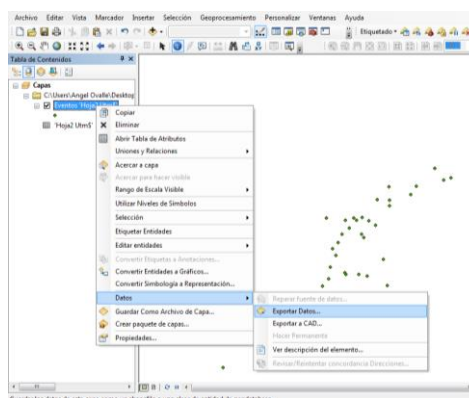 Archivo Editar Vista Marcador Insertar Selección Geoprocesamiento Personalizar Ventanas Ayuda
Etiquetado
Tabla de Contenidos
Capas
C:\Users\Angel Ovalle\Desktop
Eventos 'Hoja2 Utm$'
'Hoja2 Utm$'
Copiar
Eliminar
Abrir Tabla de Atributos
Uniones y Relaciones
Acercar a capa
Acercar para hacer visible
Rango de Escala Visible
Utilizar Niveles de Símbolos
Selección
Etiquetar Entidades
Editar entidades
Convertir Etiquetas a Anotaciones...
Convertir Entidades a Gráficos...
Convertir Simbología a Representación...
Datos
Guardar Como Archivo de Capa...
Crear paquete de capas...
Propiedades...
Reparar fuente de datos...
Exportar Datos...
Exportar a CAD...
Hacer Permanente
Ver descripción del elemento...
Revisar/Reintentar concordancia Direcciones...